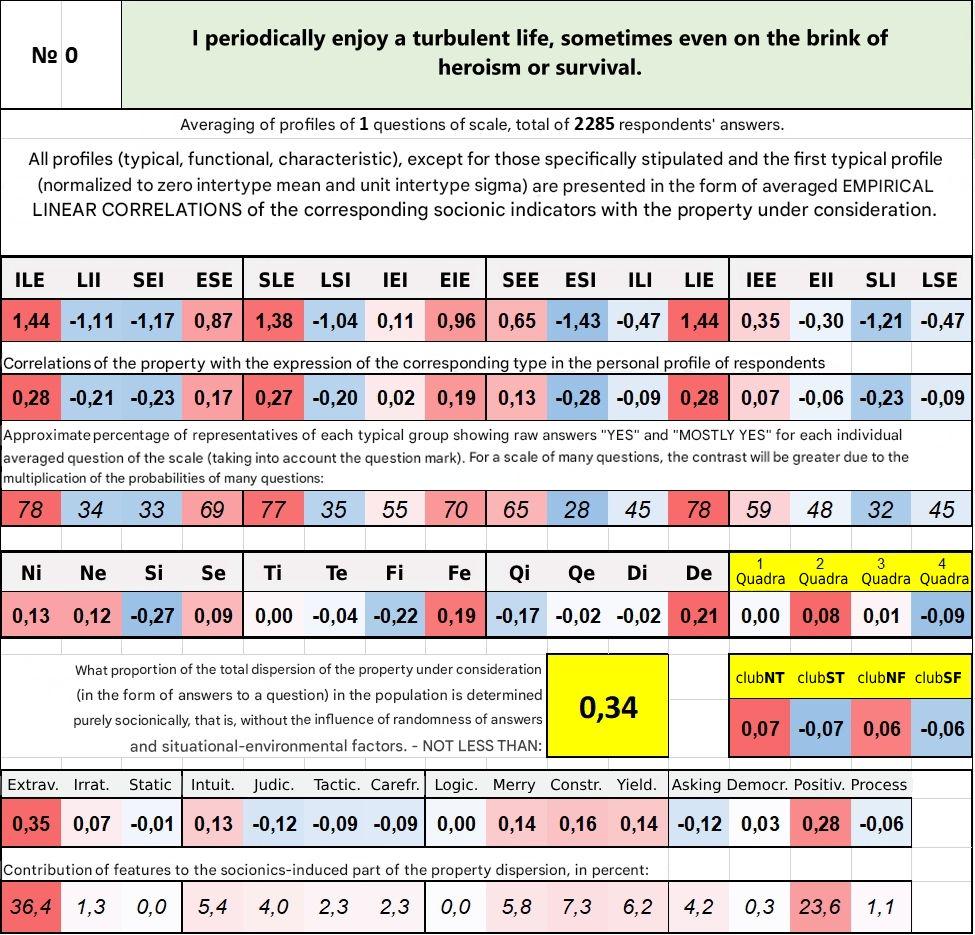 № 0
I periodically enjoy a turbulent life, sometimes even on the brink of
heroism or survival.
Averaging of profiles of 1 questions of scale, total of 2285 respondents' answers.
All profiles (typical, functional, characteristic), except for those specifically stipulated and the first typical profile
(normalized to zero intertype mean and unit intertype sigma) are presented in the form of averaged EMPIRICAL
LINEAR CORRELATIONS of the corresponding socionic indicators with the property under consideration.
ILE LII SEI ESE SLE LSI IEI EIE SEE ESI ILI LIE IEE EII SLI LSE
1,44 -1,11 -1,17 0,87 1,38 -1,04 0,11 0,96 0,65 -1,43 -0,47 1,44 0,35 -0,30 -1,21 -0,47
Correlations of the property with the expression of the corresponding type in the personal profile of respondents
0,28 -0,21 -0,23 0,17 0,27 -0,20 0,02 0,19 0,13 -0,28 -0,09 0,28 0,07 -0,06 -0,23 -0,09
Approximate percentage of representatives of each typical group showing raw answers "YES" and "MOSTLY YES" for each individual
averaged question of the scale (taking into account the question mark). For a scale of many questions, the contrast will be greater due to the
multiplication of the probabilities of many questions:
78 34 33 69 77 35 55 70 65 28 45 78 59 48 32 45
Ni Ne Si Se Ti Te Fi Fe Qi Qe Di De 1 Quadra 2 Quadra 3 Quadra 4 Quadra
0,13 0,12 -0,27 0,09 0,00 -0,04 -0,22 0,19 -0,17 -0,02 -0,02 0,21 0,00 0,08 0,01 -0,09
What proportion of the total dispersion of the property under consideration
(in the form of answers to a question) in the population is determined
purely socionically, that is, without the influence of randomness of answers
and situational-environmental factors. - NOT LESS THAN:
0,34
clubNT clubST clubNF clubSF
0,07 -0,07 0,06 -0,06
Extrav. Irrat. Static Intuit. Judic. Tactic. Carefr. Logic. Merry Constr. Yield. Asking Democr. Positiv. Process
0,35 0,07 -0,01 0,13 -0,12 -0,09 -0,09 0,00 0,14 0,16 0,14 -0,12 0,03 0,28 -0,06
Contribution of features to the socionics-induced part of the property dispersion, in percent:
36,4 1,3 0,0 5,4 4,0 2,3 2,3 0,0 5,8 7,3 6,2 4,2 0,3 23,6 1,1